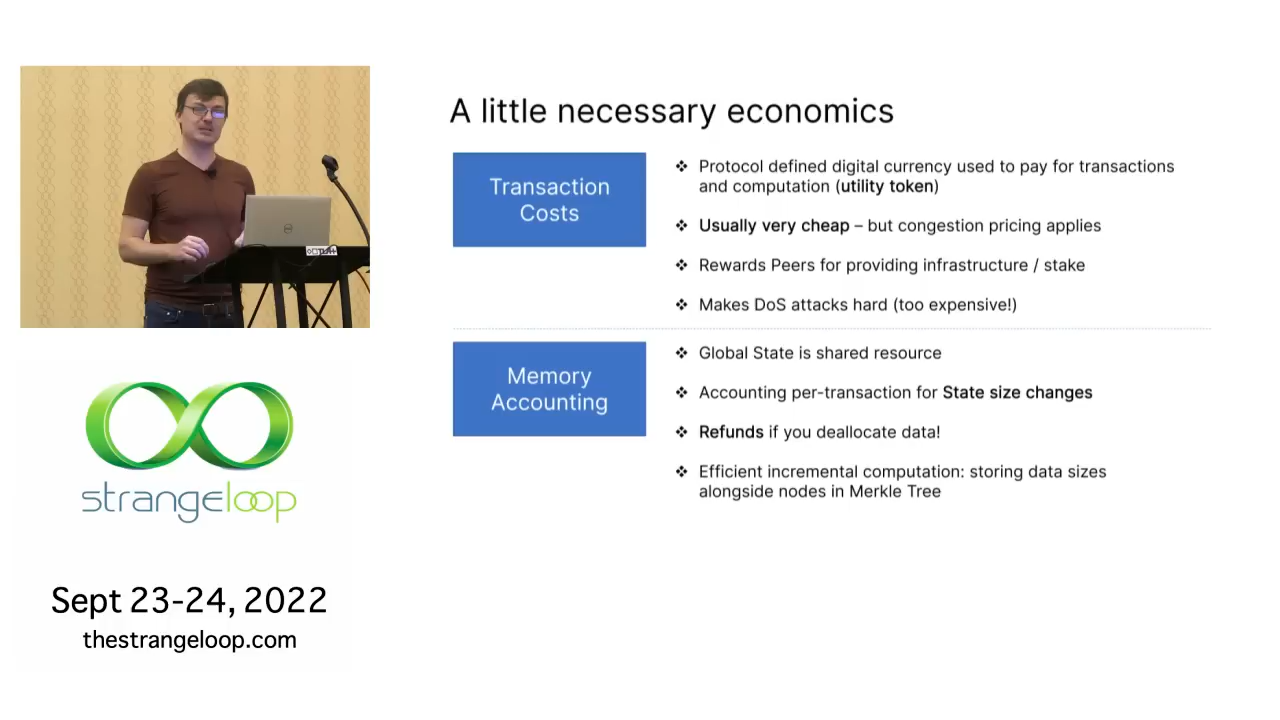 A little necessary economics
Transaction
Costs
❖ Protocol defined digital currency used to pay for transactions
and computation (utility token)
❖ Usually very cheap – but congestion pricing applies
❖ Rewards Peers for providing infrastructure / stake
❖ Makes DoS attacks hard (too expensive!)
Memory
Accounting
❖ Global State is shared resource
❖ Accounting per-transaction for State size changes
❖ Refunds if you deallocate data!
❖ Efficient incremental computation: storing data sizes
alongside nodes in Merkle Tree
DELL
strangeloop
Sept 23-24, 2022
thestrangeloop.com